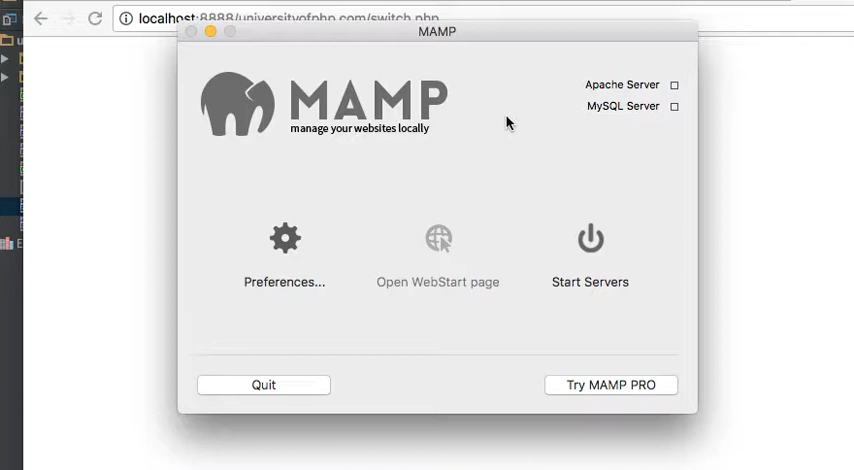 localhost:8888/universityofphp.com/switch.php
MAMP
MAMP
manage your websites locally
Apache Server
MySQL Server
Preferences...
Open WebStart page
Start Servers
Quit
Try MAMP PRO